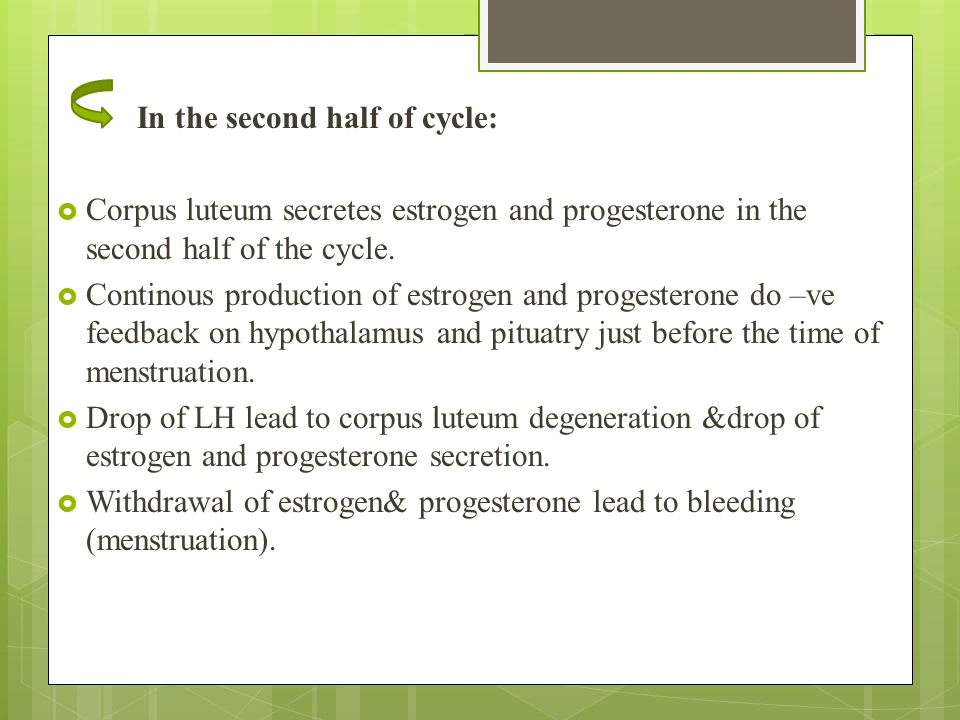 In the second half of cycle:
Corpus luteum secretes estrogen and progesterone in the
second half of the cycle.
Continous production of estrogen and progesterone do –ve
feedback on hypothalamus and pituatry just before the time of
menstruation.
Drop of LH lead to corpus luteum degeneration &drop of
estrogen and progesterone secretion.
Withdrawal of estrogen& progesterone lead to bleeding
(menstruation).